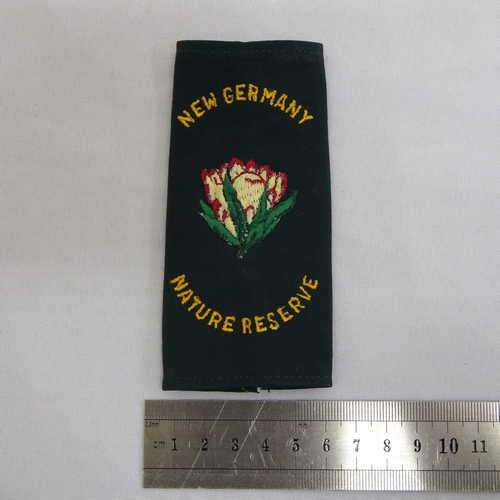 NEW GERMANY
NATURE RESERVE
1 2 3 4 5 6 7 8 9 10 11